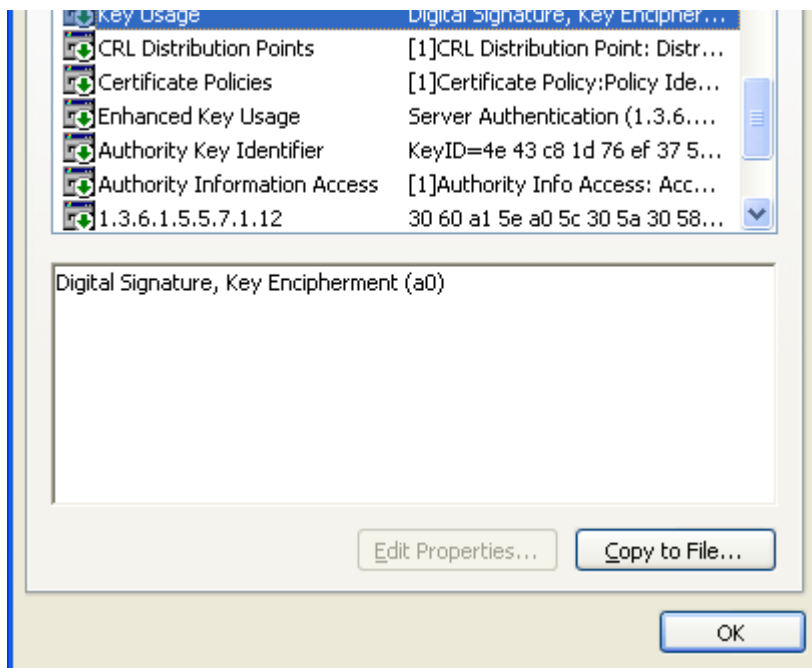 Key Usage Digital Signature, Key Encipher...
CRL Distribution Points [1]CRL Distribution Point: Distr...
Certificate Policies [1]Certificate Policy:Policy Ide...
Enhanced Key Usage Server Authentication (1.3.6....
Authority Key Identifier KeyID=4e 43 c8 1d 76 ef 37 5...
Authority Information Access [1]Authority Info Access: Acc...
1.3.6.1.5.5.7.1.12 30 60 a1 5e a0 5c 30 5a 30 58...
Digital Signature, Key Encipherment (a0)
Edit Properties... Copy to File...
OK